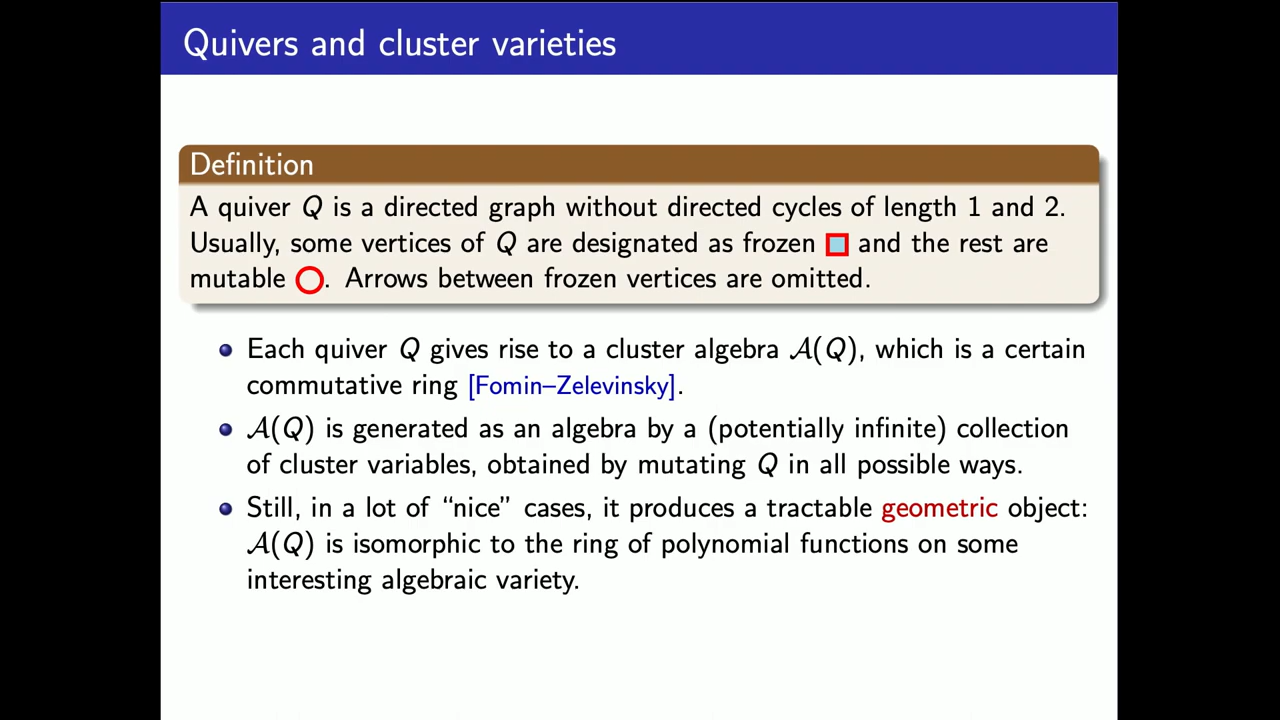 Quivers and cluster varieties
Definition
A quiver Q is a directed graph without directed cycles of length 1 and 2.
Usually, some vertices of Q are designated as frozen and the rest are
mutable . Arrows between frozen vertices are omitted.
Each quiver Q gives rise to a cluster algebra 𝒜(Q), which is a certain
commutative ring [Fomin–Zelevinsky].
𝒜(Q) is generated as an algebra by a (potentially infinite) collection
of cluster variables, obtained by mutating Q in all possible ways.
Still, in a lot of “nice” cases, it produces a tractable geometric object:
𝒜(Q) is isomorphic to the ring of polynomial functions on some
interesting algebraic variety.